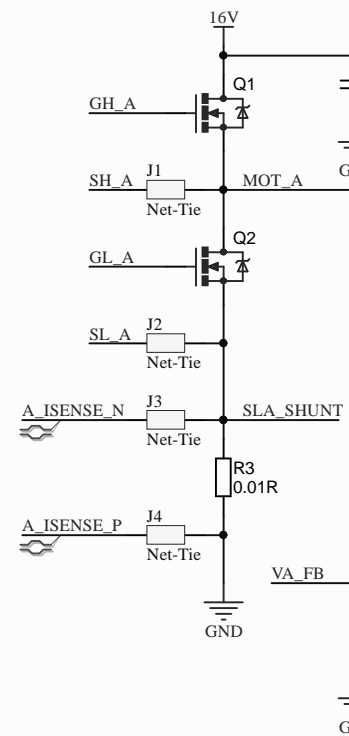 16V
Q1
GH_A
J1
SH_A
MOT_A
Net-Tie
G
Q2
GL_A
J2
SL_A
Net-Tie
J3
A_ISENSE_N
SLA_SHUNT
Net-Tie
R3
0.01R
J4
A_ISENSE_P
Net-Tie
VA_FB
GND
G